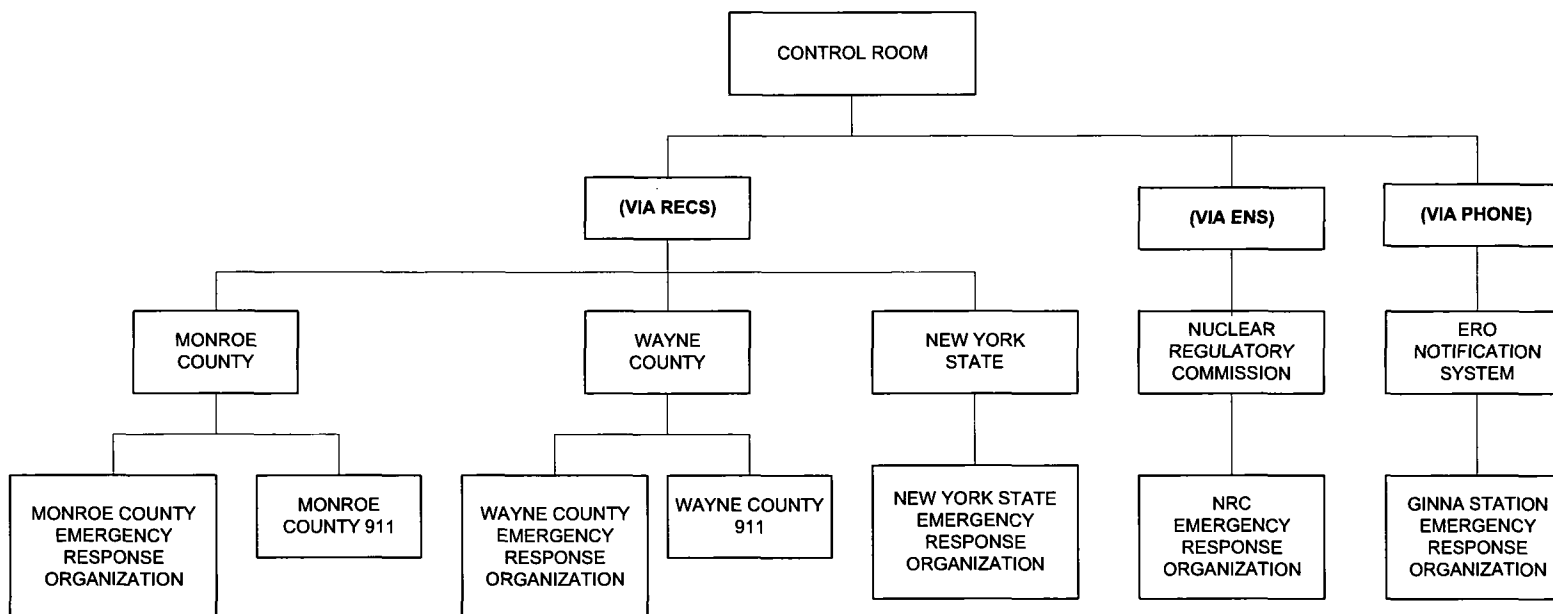 CONTROL ROOM
(VIA RECS)
(VIA ENS)
(VIA PHONE)
MONROE
COUNTY
WAYNE
COUNTY
NEW YORK
STATE
NUCLEAR
REGULATORY
COMMISSION
ERO
NOTIFICATION
SYSTEM
MONROE COUNTY
EMERGENCY
RESPONSE
ORGANIZATION
MONROE
COUNTY 911
WAYNE COUNTY
EMERGENCY
RESPONSE
ORGANIZATION
WAYNE COUNTY
911
NEW YORK STATE
EMERGENCY
RESPONSE
ORGANIZATION
NRC
EMERGENCY
RESPONSE
ORGANIZATION
GINNA STATION
EMERGENCY
RESPONSE
ORGANIZATION